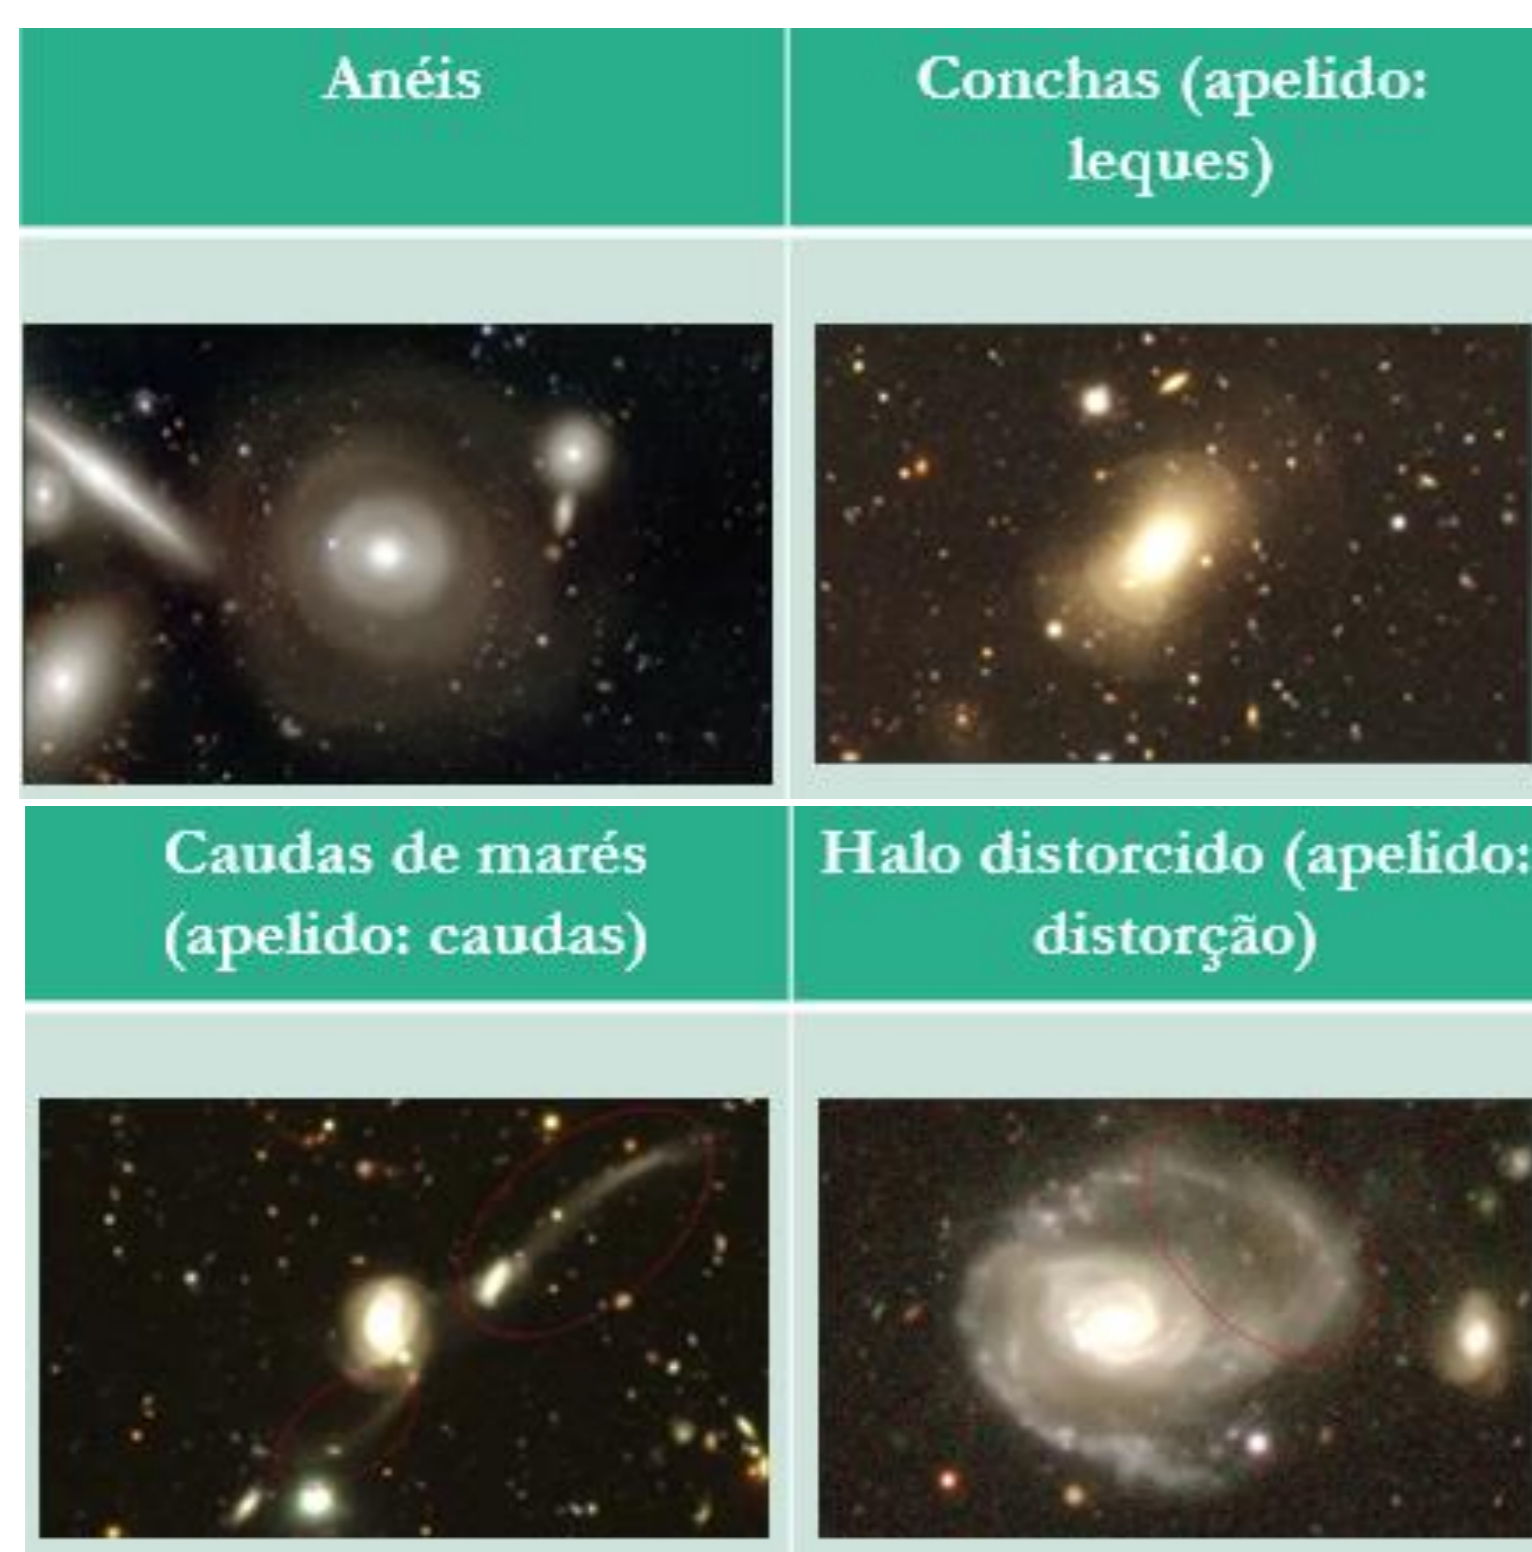 Anéis
Conchas (apelido:
leques)
Caudas de marés
(apelido: caudas)
Halo distorcido (apelido:
distorção)